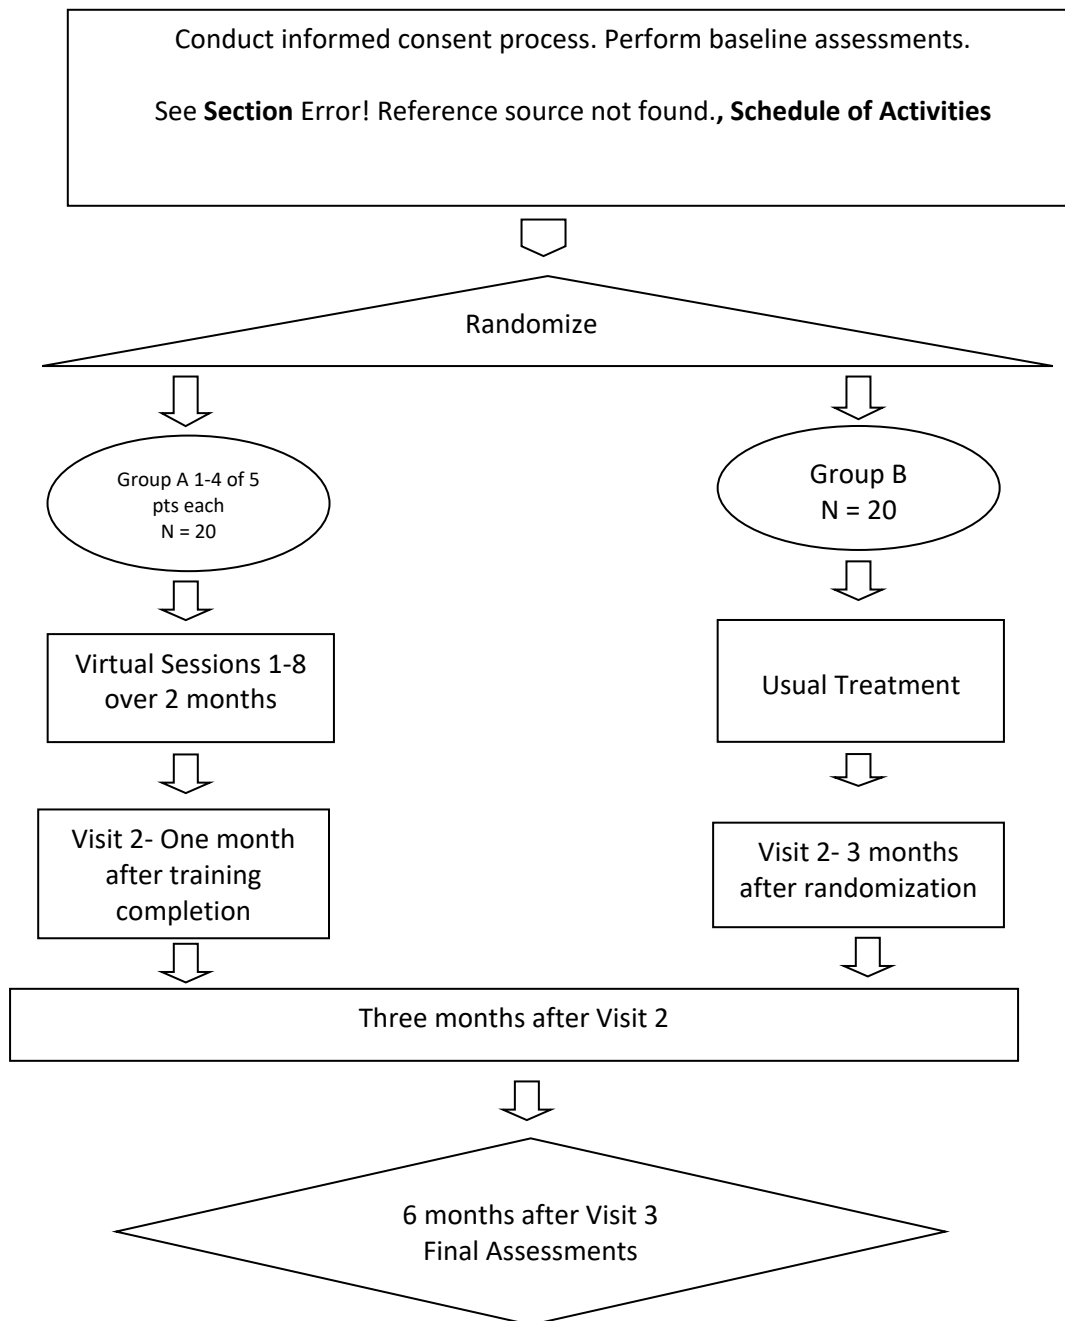 Conduct informed consent process. Perform baseline assessments.
See Section Error! Reference source not found., Schedule of Activities
Randomize
Group A 1-4 of 5
pts each
N = 20
Group B
N = 20
Virtual Sessions 1-8
over 2 months
Usual Treatment
Visit 2- One month
after training
completion
Visit 2- 3 months
after randomization
Three months after Visit 2
6 months after Visit 3
Final Assessments